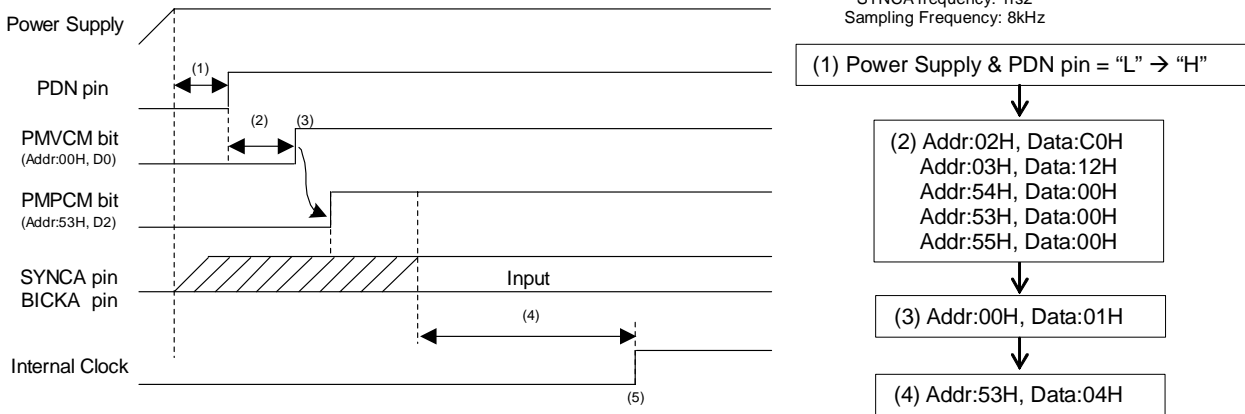 Power Supply
(1)
PDN pin
(2)
(3)
PMVCM bit
(Addr:00H, D0)
PMPCM bit
(Addr:53H, D2)
SYNCA pin
BICKA pin
Input
(4)
Internal Clock
(5)
Sampling Frequency: 8kHz
(1) Power Supply & PDN pin = “L” → “H”
(2) Addr:02H, Data:C0H
Addr:03H, Data:12H
Addr:54H, Data:00H
Addr:53H, Data:00H
Addr:55H, Data:00H
(3) Addr:00H, Data:01H
(4) Addr:53H, Data:04H